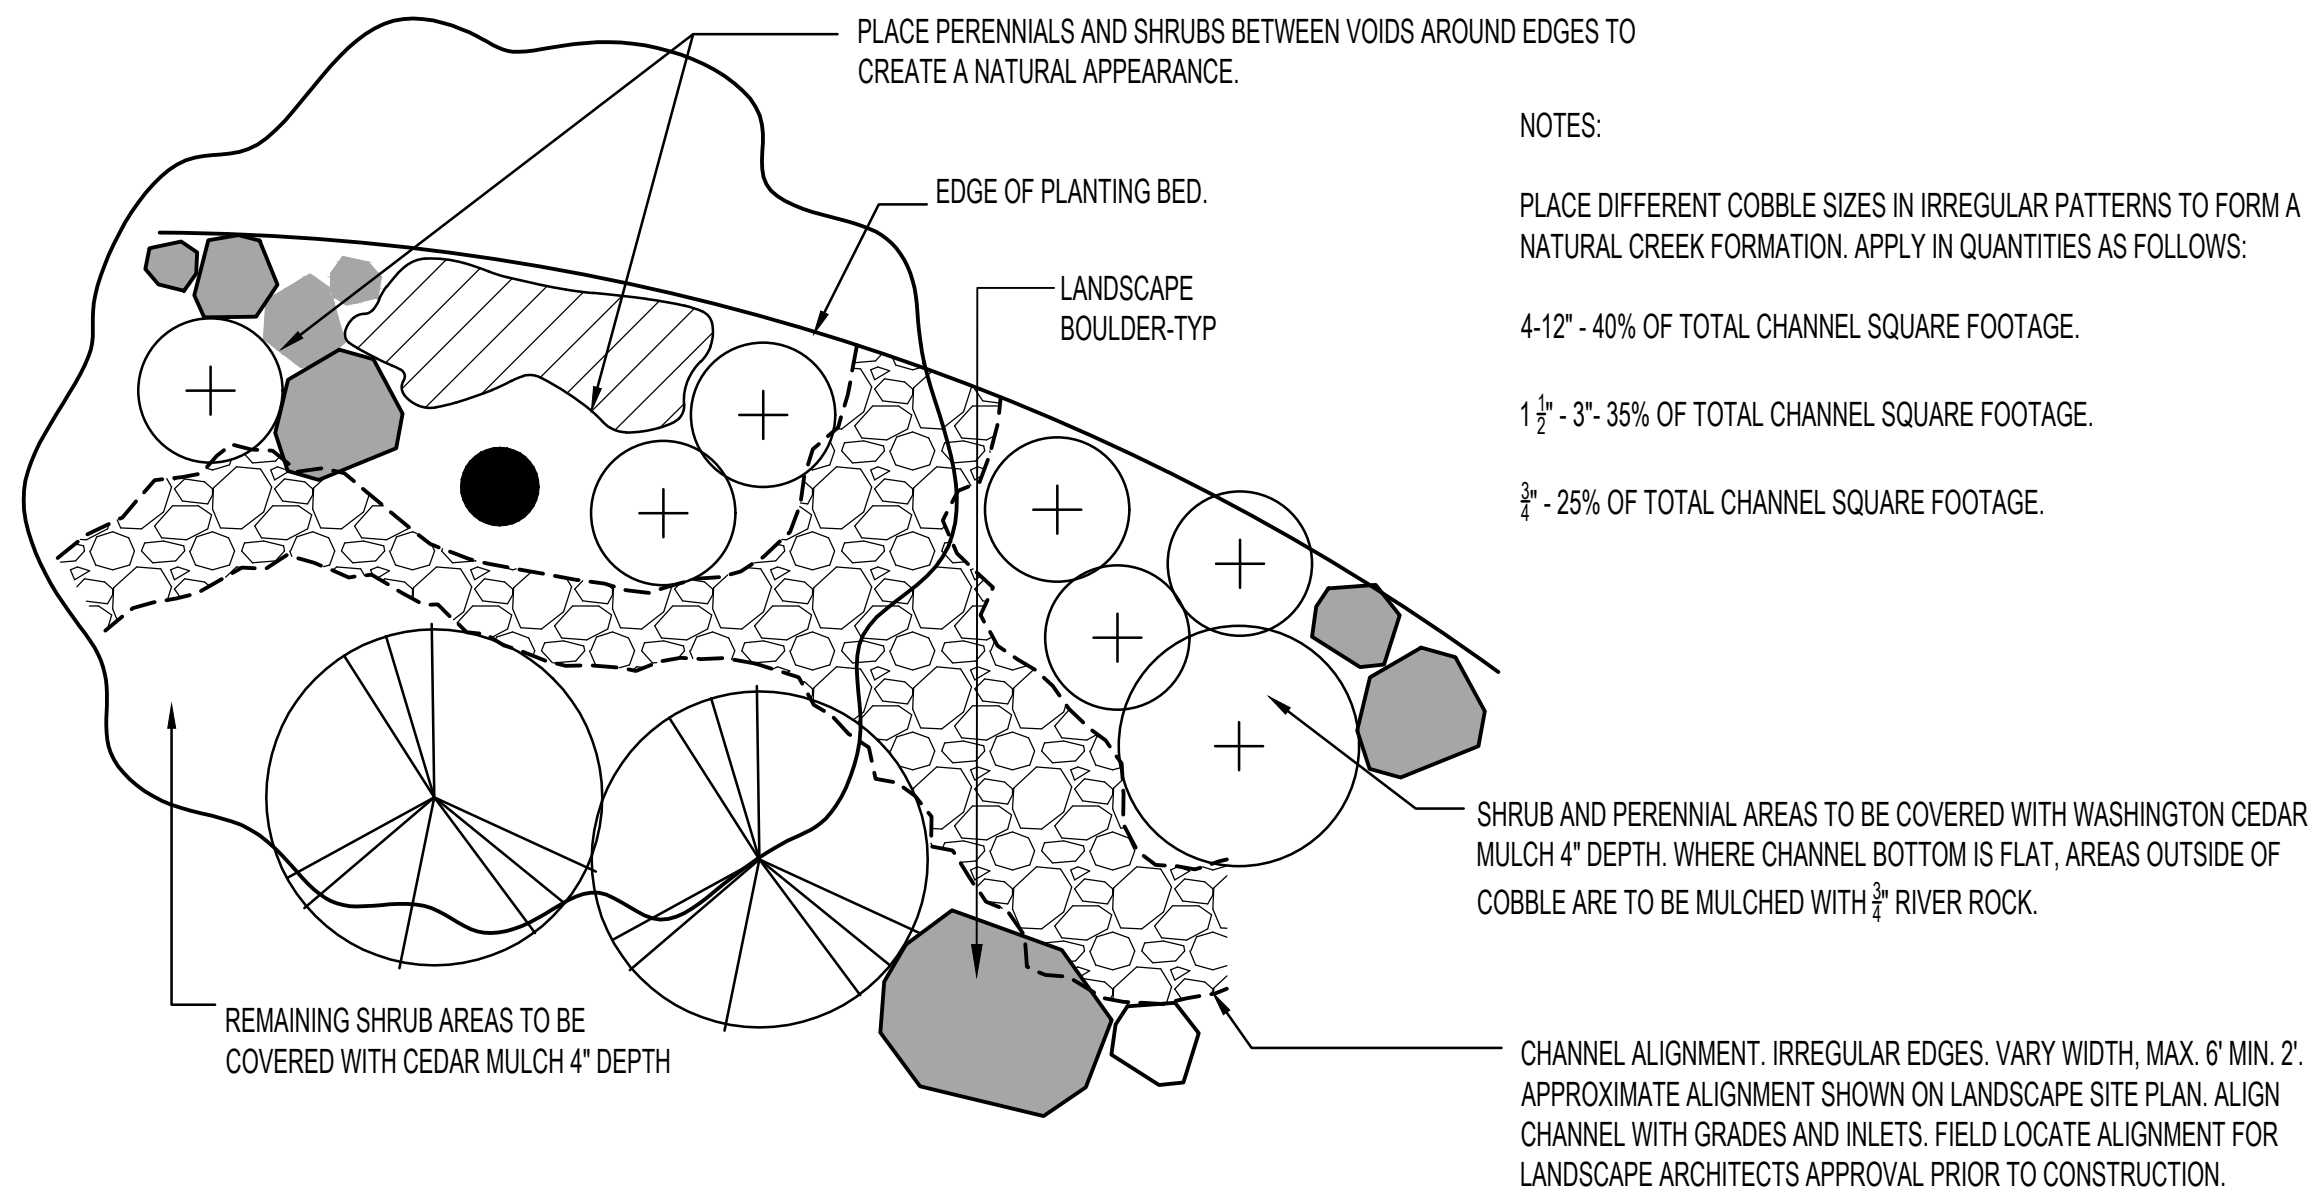 PLACE PERENNIALS AND SHRUBS BETWEEN VOIDS AROUND EDGES TO
CREATE A NATURAL APPEARANCE.
EDGE OF PLANTING BED.
LANDSCAPE
BOULDER-TYP
NOTES:
PLACE DIFFERENT COBBLE SIZES IN IRREGULAR PATTERNS TO FORM A
NATURAL CREEK FORMATION. APPLY IN QUANTITIES AS FOLLOWS:
4-12" - 40% OF TOTAL CHANNEL SQUARE FOOTAGE.
1 1/2" - 3"- 35% OF TOTAL CHANNEL SQUARE FOOTAGE.
3/4" - 25% OF TOTAL CHANNEL SQUARE FOOTAGE.
SHRUB AND PERENNIAL AREAS TO BE COVERED WITH WASHINGTON CEDAR
MULCH 4" DEPTH. WHERE CHANNEL BOTTOM IS FLAT, AREAS OUTSIDE OF
COBBLE ARE TO BE MULCHED WITH 3/4" RIVER ROCK.
REMAINING SHRUB AREAS TO BE
COVERED WITH CEDAR MULCH 4" DEPTH
CHANNEL ALIGNMENT. IRREGULAR EDGES. VARY WIDTH, MAX. 6' MIN. 2'.
APPROXIMATE ALIGNMENT SHOWN ON LANDSCAPE SITE PLAN. ALIGN
CHANNEL WITH GRADES AND INLETS. FIELD LOCATE ALIGNMENT FOR
LANDSCAPE ARCHITECTS APPROVAL PRIOR TO CONSTRUCTION.